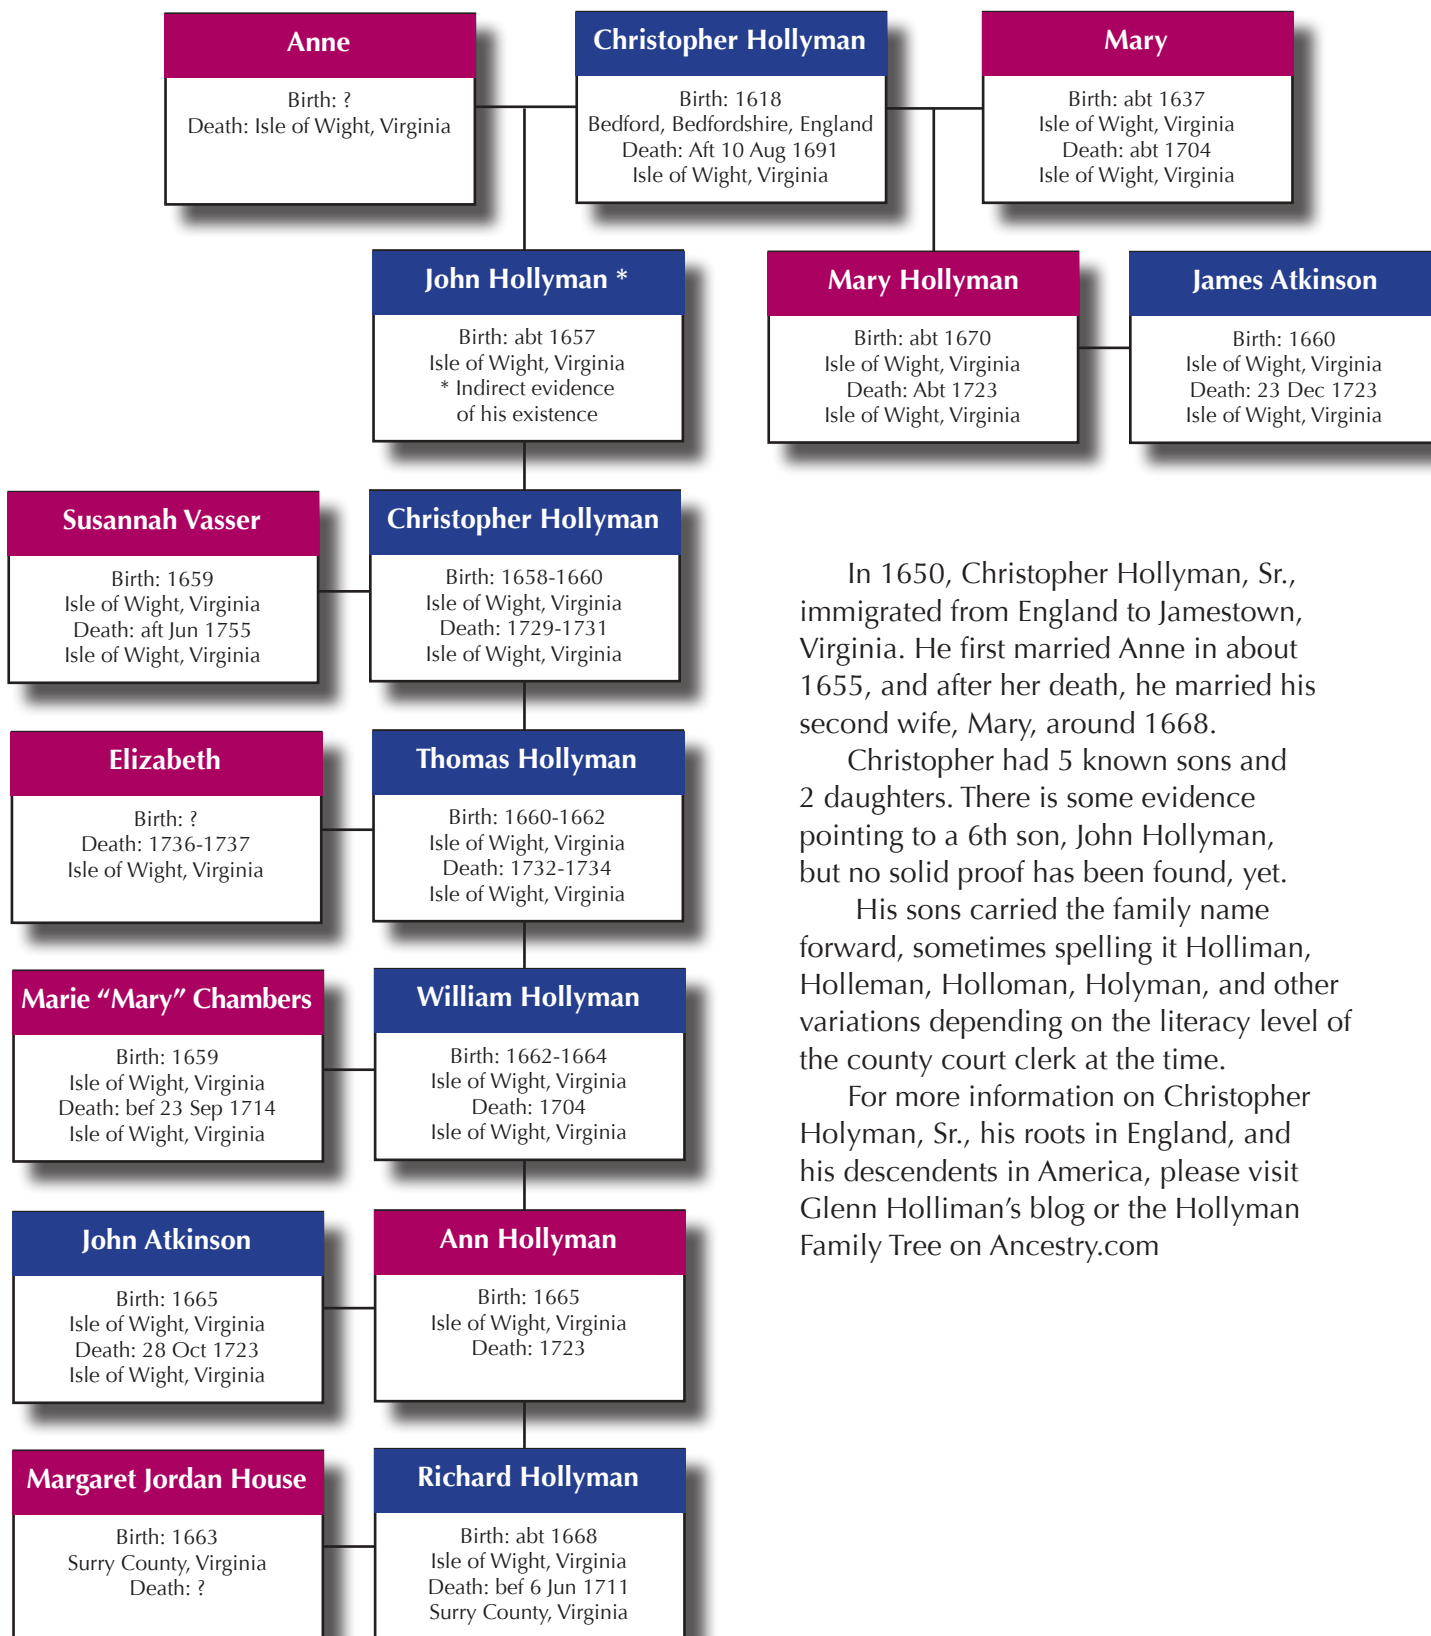 Anne
Birth: ?
Death: Isle of Wight, Virginia
Christopher Hollyman
Birth: 1618
Bedford, Bedfordshire, England
Death: Aft 10 Aug 1691
Isle of Wight, Virginia
Mary
Birth: abt 1637
Isle of Wight, Virginia
Death: abt 1704
Isle of Wight, Virginia
John Hollyman *
Birth: abt 1657
Isle of Wight, Virginia
* Indirect evidence
of his existence
Mary Hollyman
Birth: abt 1670
Isle of Wight, Virginia
Death: Abt 1723
Isle of Wight, Virginia
James Atkinson
Birth: 1660
Isle of Wight, Virginia
Death: 23 Dec 1723
Isle of Wight, Virginia
Susannah Vasser
Birth: 1659
Isle of Wight, Virginia
Death: aft Jun 1755
Isle of Wight, Virginia
Christopher Hollyman
Birth: 1658-1660
Isle of Wight, Virginia
Death: 1729-1731
Isle of Wight, Virginia
Elizabeth
Birth: ?
Death: 1736-1737
Isle of Wight, Virginia
Thomas Hollyman
Birth: 1660-1662
Isle of Wight, Virginia
Death: 1732-1734
Isle of Wight, Virginia
Marie “Mary” Chambers
Birth: 1659
Isle of Wight, Virginia
Death: bef 23 Sep 1714
Isle of Wight, Virginia
William Hollyman
Birth: 1662-1664
Isle of Wight, Virginia
Death: 1704
Isle of Wight, Virginia
John Atkinson
Birth: 1665
Isle of Wight, Virginia
Death: 28 Oct 1723
Isle of Wight, Virginia
Ann Hollyman
Birth: 1665
Isle of Wight, Virginia
Death: 1723
Margaret Jordan House
Birth: 1663
Surry County, Virginia
Death: ?
Richard Hollyman
Birth: abt 1668
Isle of Wight, Virginia
Death: bef 6 Jun 1711
Surry County, Virginia
In 1650, Christopher Hollyman, Sr.,
immigrated from England to Jamestown,
Virginia. He first married Anne in about
1655, and after her death, he married his
second wife, Mary, around 1668.
Christopher had 5 known sons and
2 daughters. There is some evidence
pointing to a 6th son, John Hollyman,
but no solid proof has been found, yet.
His sons carried the family name
forward, sometimes spelling it Holliman,
Holleman, Holloman, Holyman, and other
variations depending on the literacy level of
the county court clerk at the time.
For more information on Christopher
Holyman, Sr., his roots in England, and
his descendents in America, please visit
Glenn Holliman’s blog or the Hollyman
Family Tree on Ancestry.com